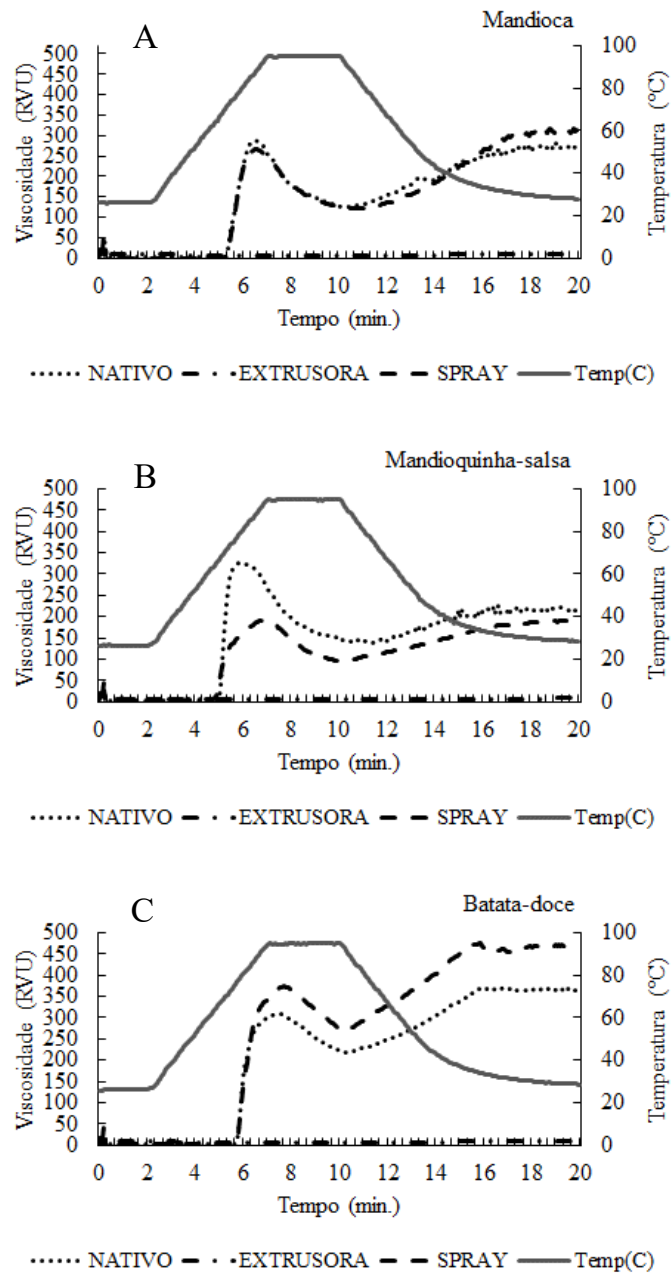 A
Mandioca
Viscosidade (RVU)
500
450
400
350
300
250
200
150
100
50
0
100
80
60
40
20
0
Temperatura (°C)
0 2 4 6 8 10 12 14 16 18 20
Tempo (min.)
NATIVO EXTRUSORA SPRAY Temp(C)
B
Mandioquinha-salsa
Viscosidade (RVU)
500
450
400
350
300
250
200
150
100
50
0
100
80
60
40
20
0
Temperatura (°C)
0 2 4 6 8 10 12 14 16 18 20
Tempo (min.)
NATIVO EXTRUSORA SPRAY Temp(C)
C
Batata-doce
Viscosidade (RVU)
500
450
400
350
300
250
200
150
100
50
0
100
80
60
40
20
0
Temperatura (°C)
0 2 4 6 8 10 12 14 16 18 20
Tempo (min.)
NATIVO EXTRUSORA SPRAY Temp(C)